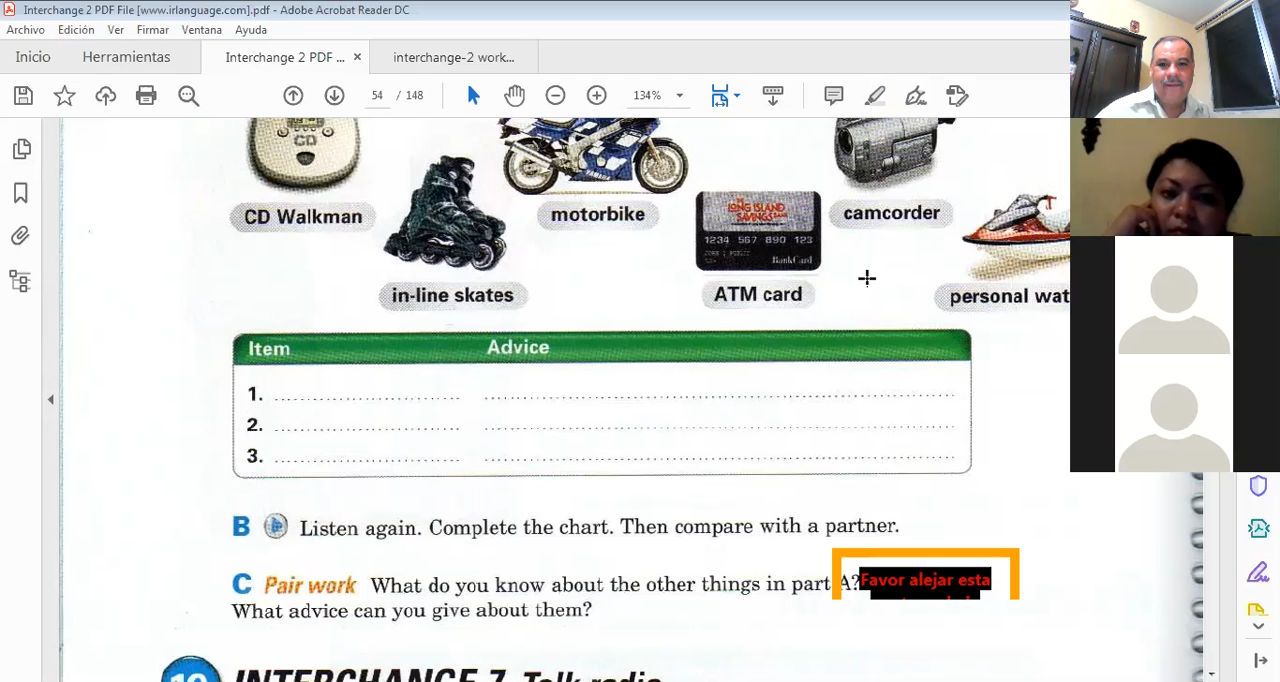 Interchange 2 PDF File [www.irlanguage.com].pdf - Adobe Acrobat Reader DC
Archivo Edición Ver Firmar Ventana Ayuda
Inicio Herramientas Interchange 2 PDF ... × interchange-2 work...
54 / 148 134%
CD
CD Walkman
motorbike
THE LONG ISLAND
SAVINGS BANK
1234 567 890 123
BankCard
camcorder
in-line skates
ATM card
personal wat
Item Advice
1.
2.
3.
B Listen again. Complete the chart. Then compare with a partner.
C Pair work What do you know about the other things in part A?
Favor alejar esta
What advice can you give about them?
10 INTERCHANGE 7 Talk radio